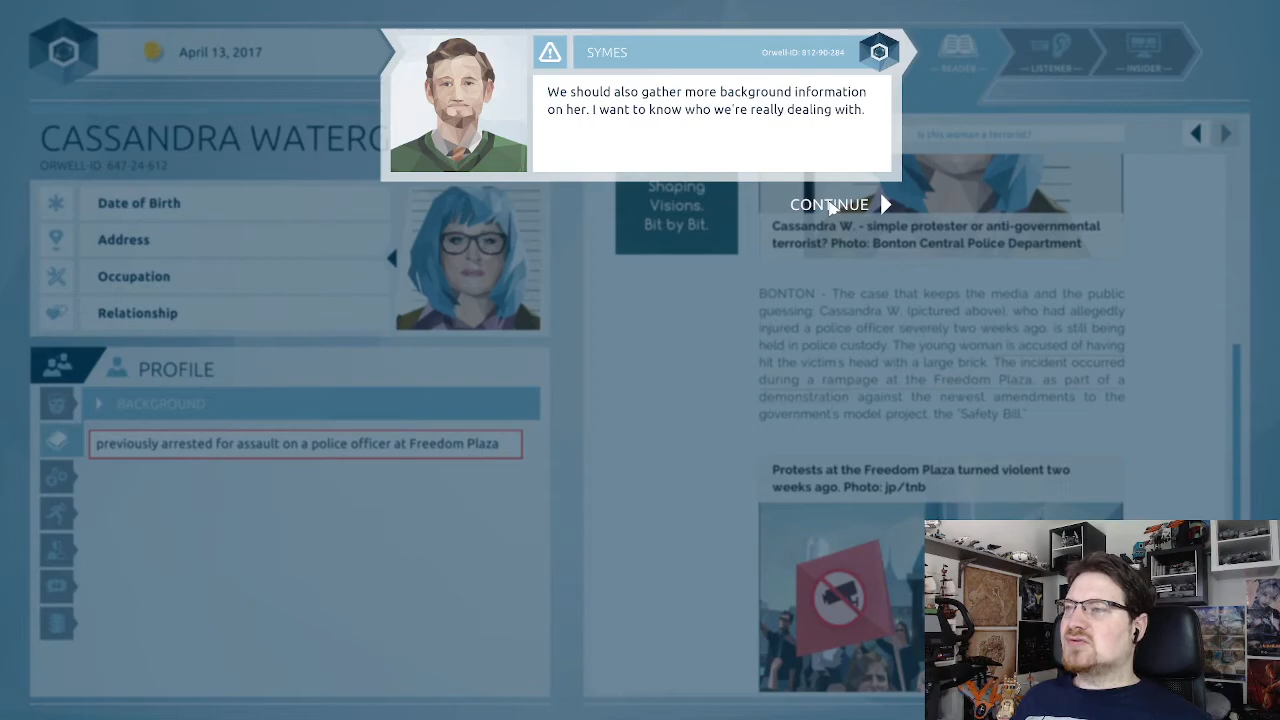 April 13, 2017
SYMES
Orwell-ID: 812-90-284
We should also gather more background information
on her. I want to know who we're really dealing with.
CONTINUE
READER
LISTENER
INSIDER
CASSANDRA WATERG
ORWELL-ID 647-24-612
Date of Birth
Address
Occupation
Relationship
PROFILE
BACKGROUND
previously arrested for assault on a police officer at Freedom Plaza
Is this woman a terrorist?
Shaping
Visions.
Bit by Bit.
Cassandra W. - simple protester or anti-governmental
terrorist? Photo: Bonton Central Police Department
BONTON - The case that keeps the media and the public
guessing: Cassandra W. (pictured above), who had allegedly
injured a police officer severely two weeks ago, is still being
held in police custody. The young woman is accused of having
hit the victim's head with a large brick. The incident occurred
during a rampage at the Freedom Plaza, as part of a
demonstration against the newest amendments to the
government's model project, the "Safety Bill."
Protests at the Freedom Plaza turned violent two
weeks ago. Photo: jp/tnb